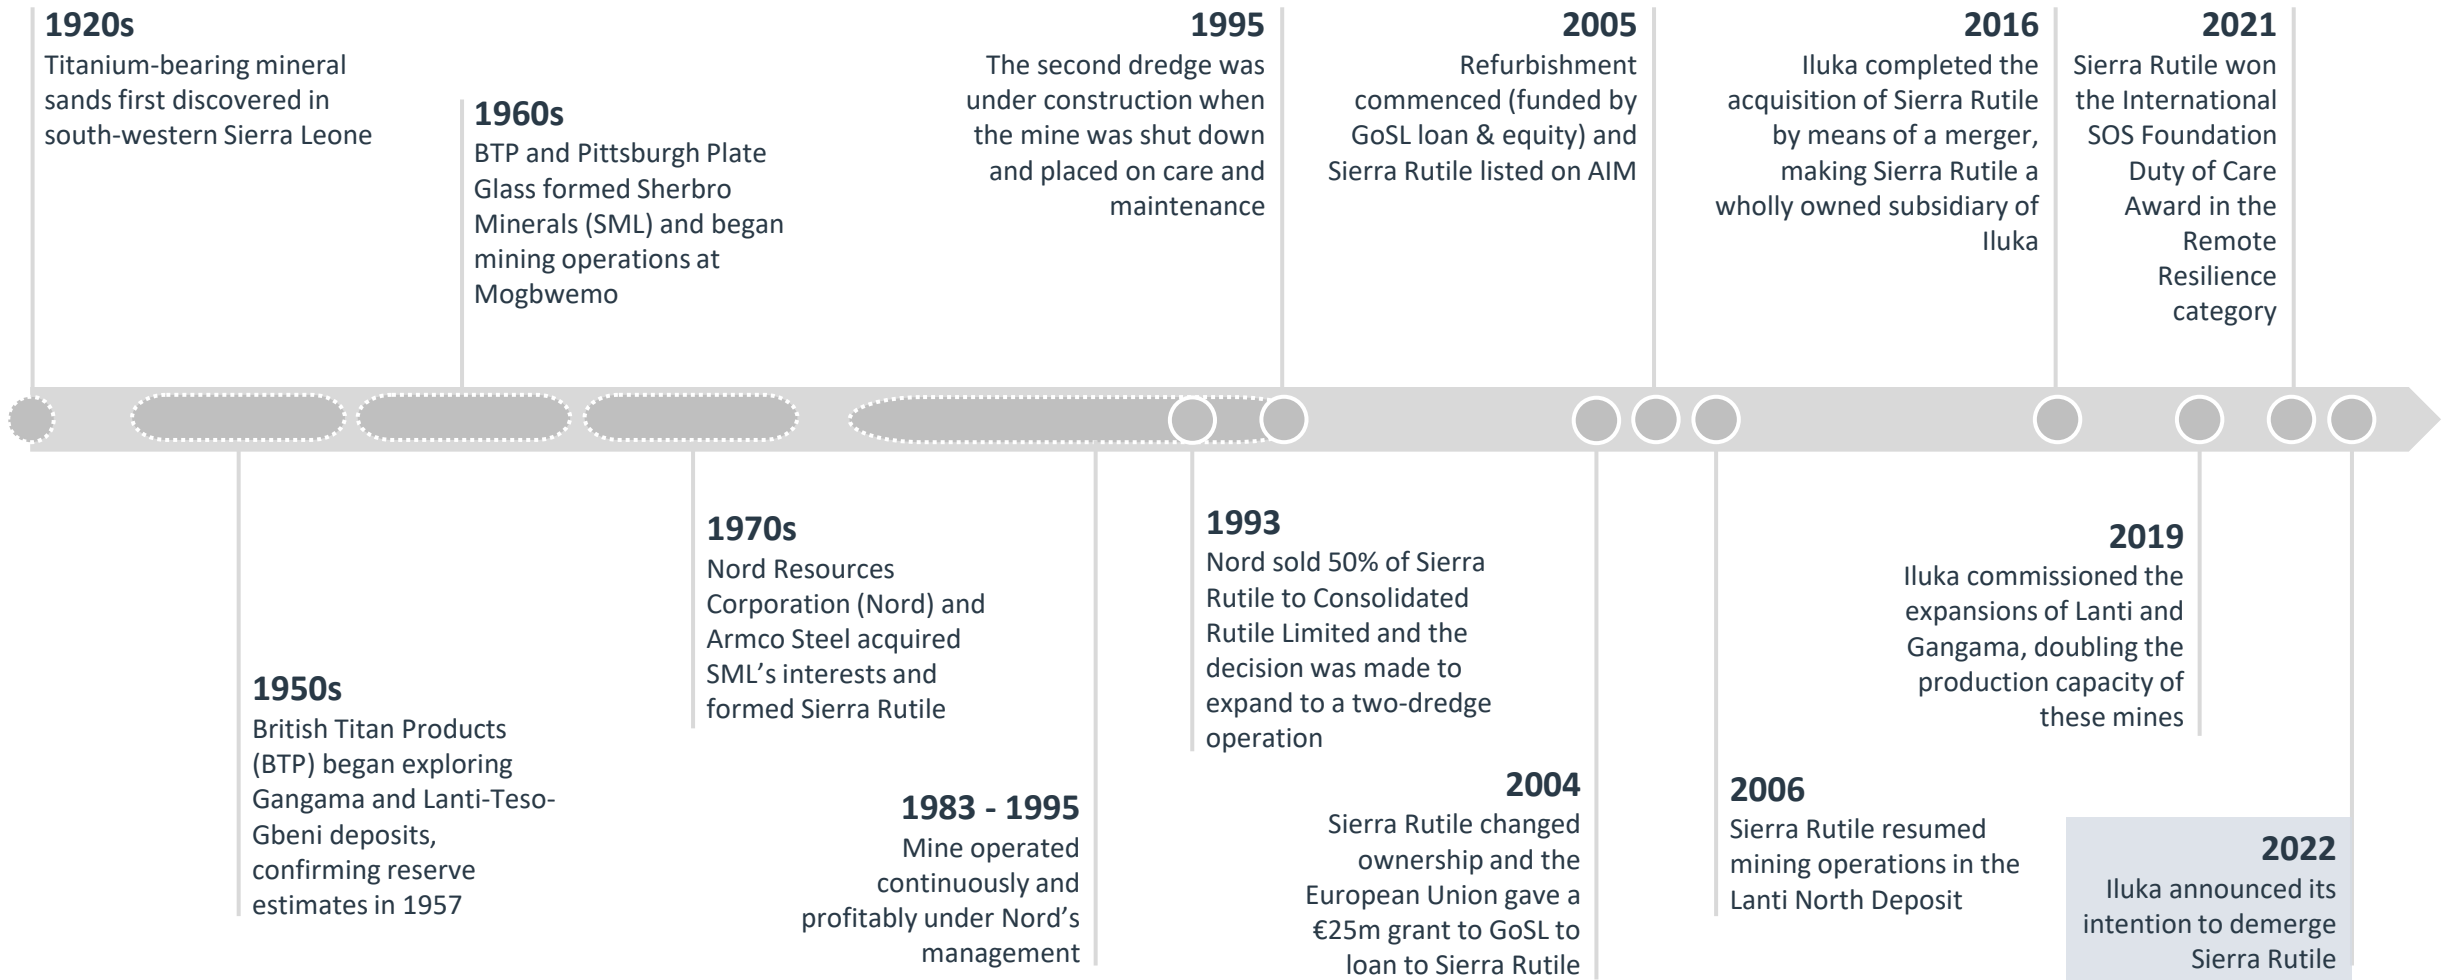 1920s
Titanium-bearing mineral
sands first discovered in
south-western Sierra Leone
1950s
British Titan Products
(BTP) began exploring
Gangama and Lanti-Teso-
Gbeni deposits,
confirming reserve
estimates in 1957
1960s
BTP and Pittsburgh Plate
Glass formed Sherbro
Minerals (SML) and began
mining operations at
Mogbwemo
1970s
Nord Resources
Corporation (Nord) and
Armco Steel acquired
SML’s interests and
formed Sierra Rutile
1983 - 1995
Mine operated
continuously and
profitably under Nord’s
management
1993
Nord sold 50% of Sierra
Rutile to Consolidated
Rutile Limited and the
decision was made to
expand to a two-dredge
operation
1995
The second dredge was
under construction when
the mine was shut down
and placed on care and
maintenance
2004
Sierra Rutile changed
ownership and the
European Union gave a
€25m grant to GoSL to
loan to Sierra Rutile
2005
Refurbishment
commenced (funded by
GoSL loan & equity) and
Sierra Rutile listed on AIM
2006
Sierra Rutile resumed
mining operations in the
Lanti North Deposit
2016
Iluka completed the
acquisition of Sierra Rutile
by means of a merger,
making Sierra Rutile a
wholly owned subsidiary of
Iluka
2019
Iluka commissioned the
expansions of Lanti and
Gangama, doubling the
production capacity of
these mines
2021
Sierra Rutile won
the International
SOS Foundation
Duty of Care
Award in the
Remote
Resilience
category
2022
Iluka announced its
intention to demerge
Sierra Rutile